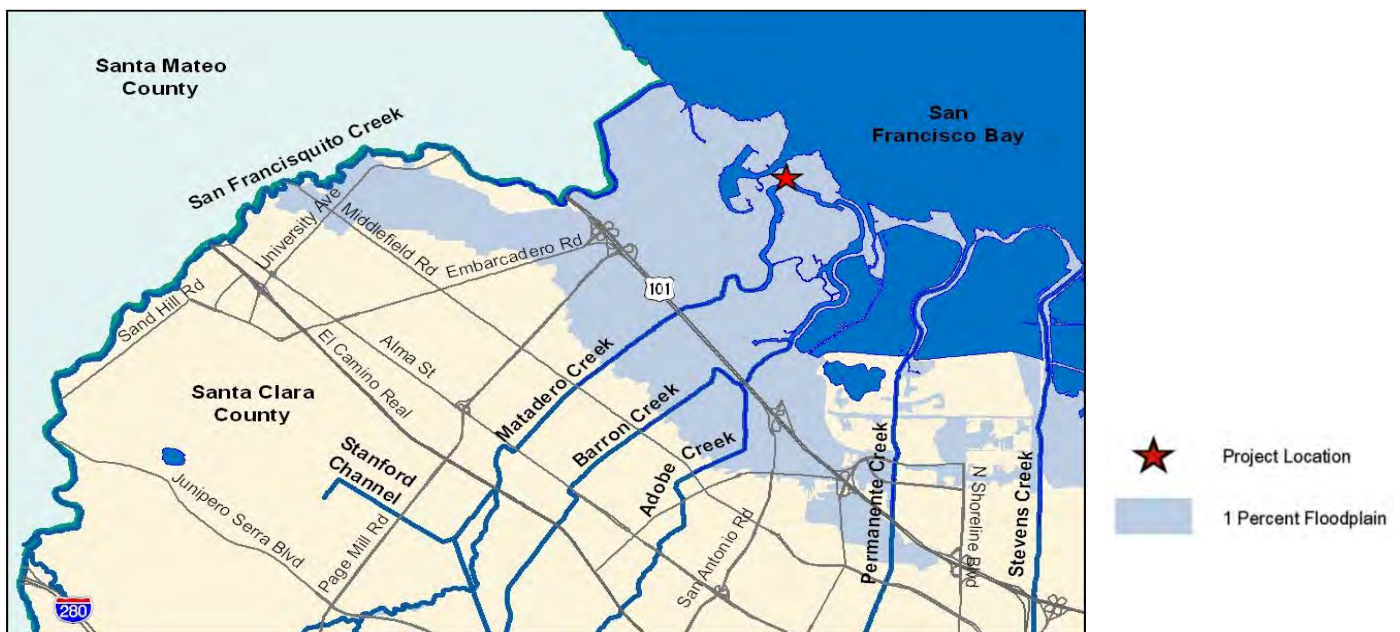 Santa Mateo
County
San Francisquito Creek
San
Francisco Bay
University Ave
Middlefield Rd
Embarcadero Rd
101
Sand Hill Rd
El Camino Real
Alma St
Santa Clara
County
Matadero Creek
Barron Creek
Adobe Creek
Stanford
Channel
Junipero Serra Blvd
Page Mill Rd
San Antonio Rd
Permanente Creek
N Shoreline Blvd
Stevens Creek
280
Project Location
1 Percent Floodplain